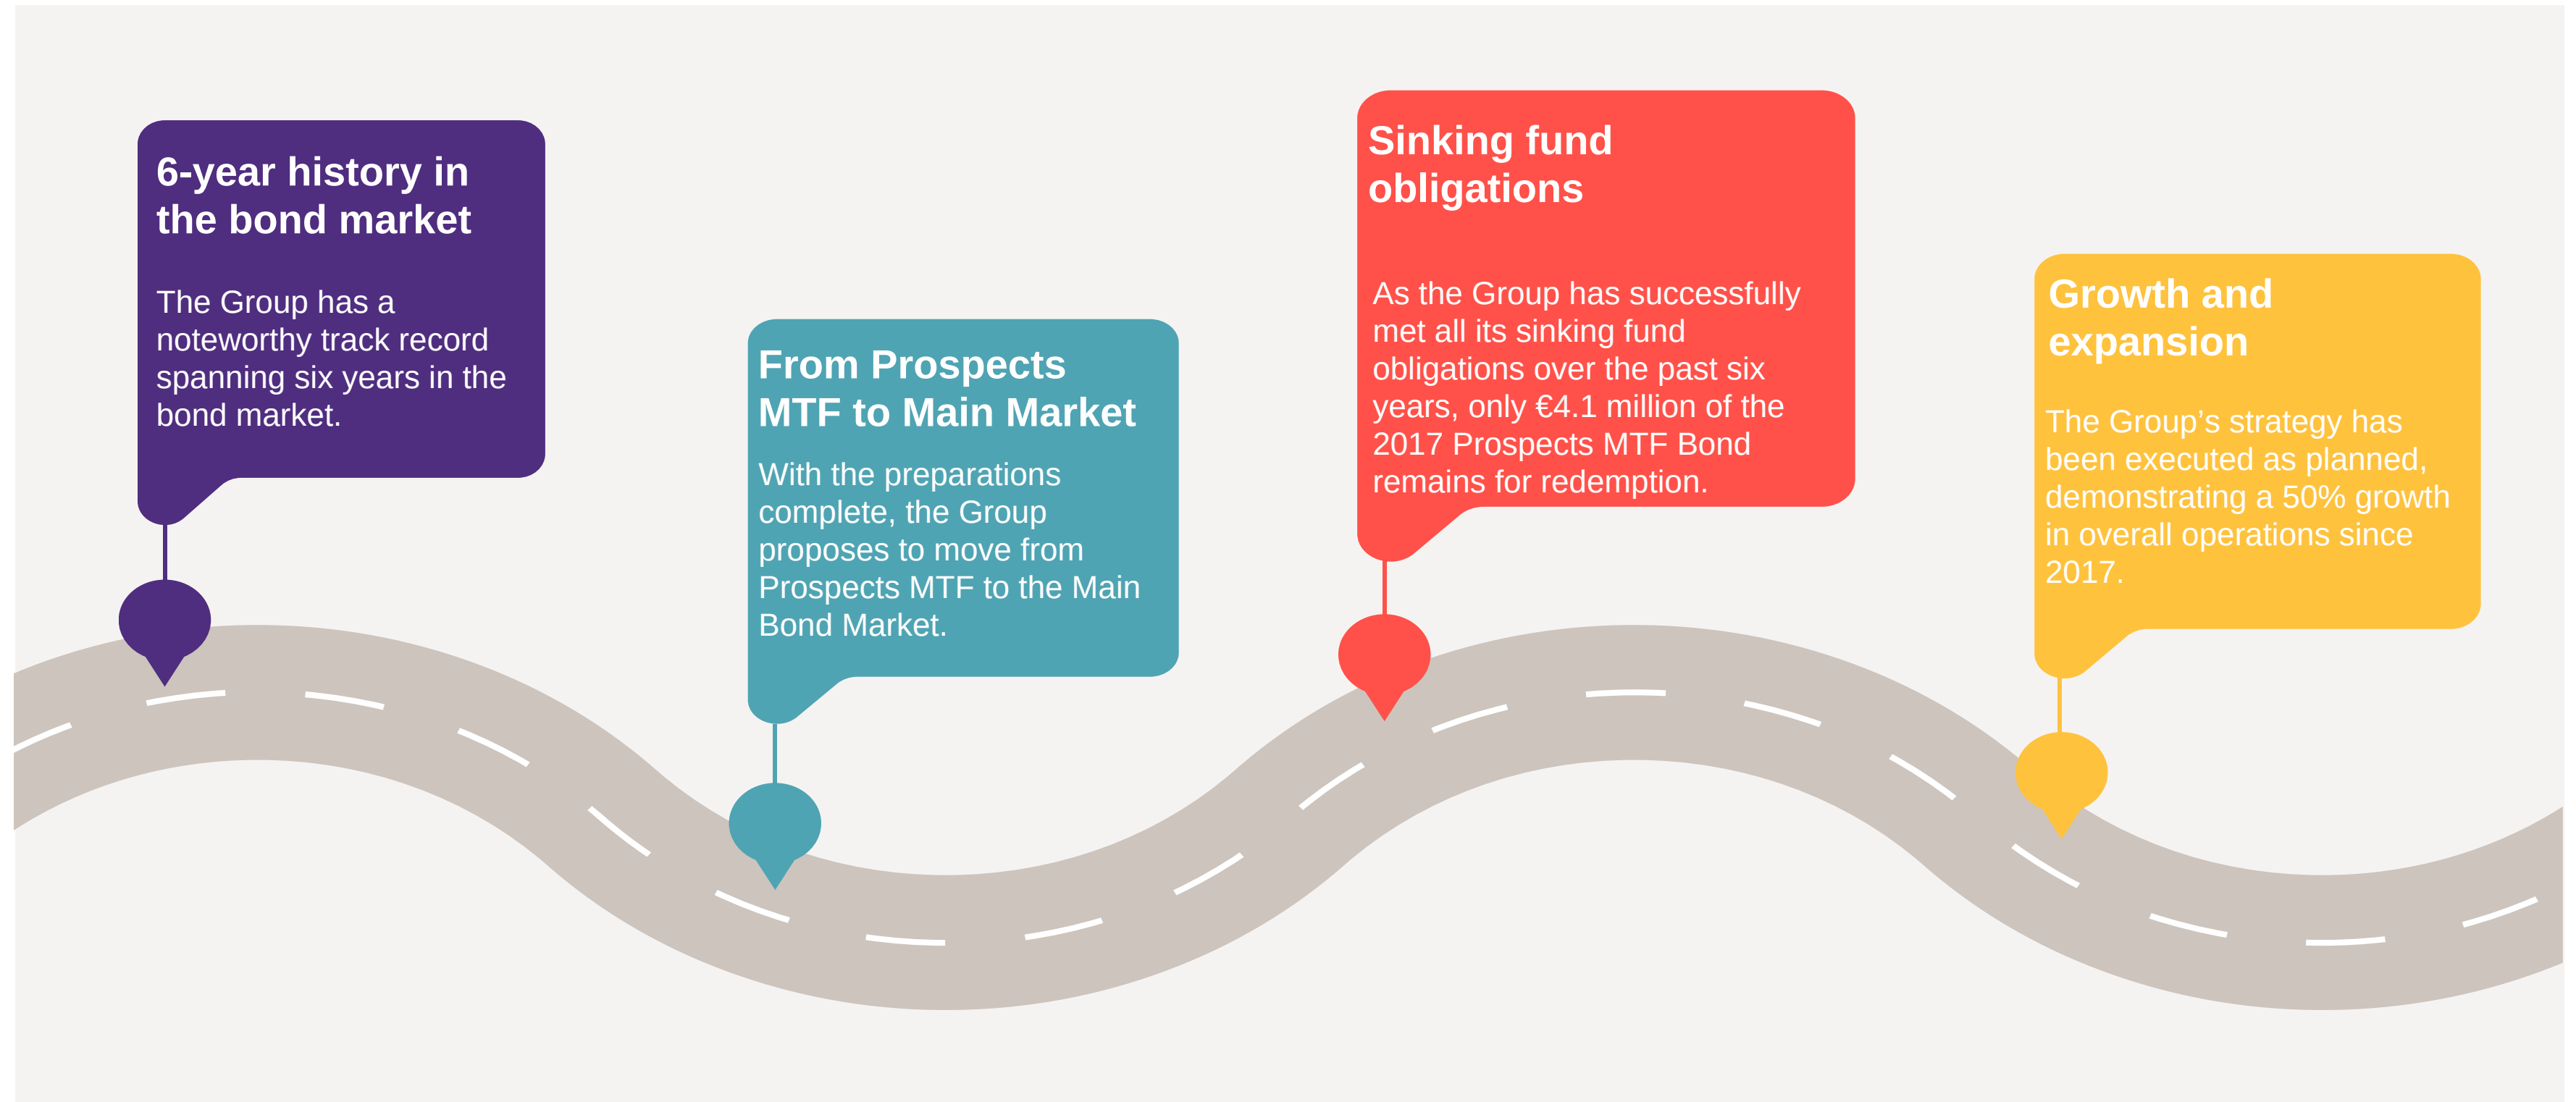 6-year history in
the bond market
The Group has a
noteworthy track record
spanning six years in the
bond market.
From Prospects
MTF to Main Market
With the preparations
complete, the Group
proposes to move from
Prospects MTF to the Main
Bond Market.
Sinking fund
obligations
As the Group has successfully
met all its sinking fund
obligations over the past six
years, only €4.1 million of the
2017 Prospects MTF Bond
remains for redemption.
Growth and
expansion
The Group’s strategy has
been executed as planned,
demonstrating a 50% growth
in overall operations since
2017.